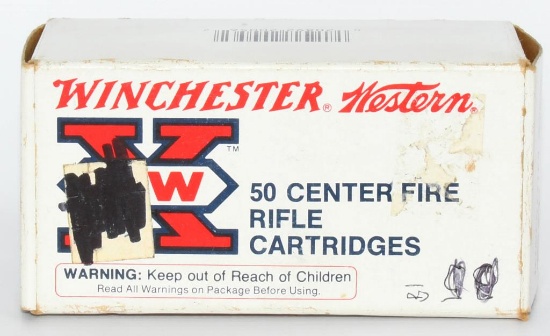 WINCHESTER® Western®
™
W
50 CENTER FIRE
RIFLE
CARTRIDGES
WARNING: Keep out of Reach of Children
Read All Warnings on Package Before Using.